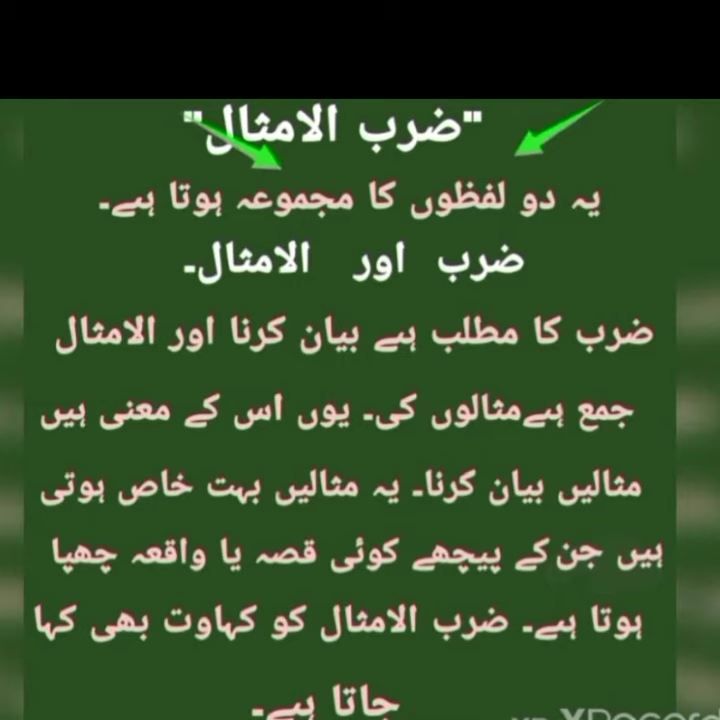 "ضرب الامثال"
یہ دو لفظوں کا مجموعہ ہوتا ہے۔
ضرب اور الامثال۔
ضرب کا مطلب ہے بیان کرنا اور الامثال
جمع ہےمثالوں کی۔ یوں اس کے معنی ہیں
مثالیں بیان کرنا۔ یہ مثالیں بہت خاص ہوتی
ہیں جن کے پیچھے کوئی قصہ یا واقعہ چھپا
ہوتا ہے۔ ضرب الامثال کو کہاوت بھی کہا
جاتا ہے۔